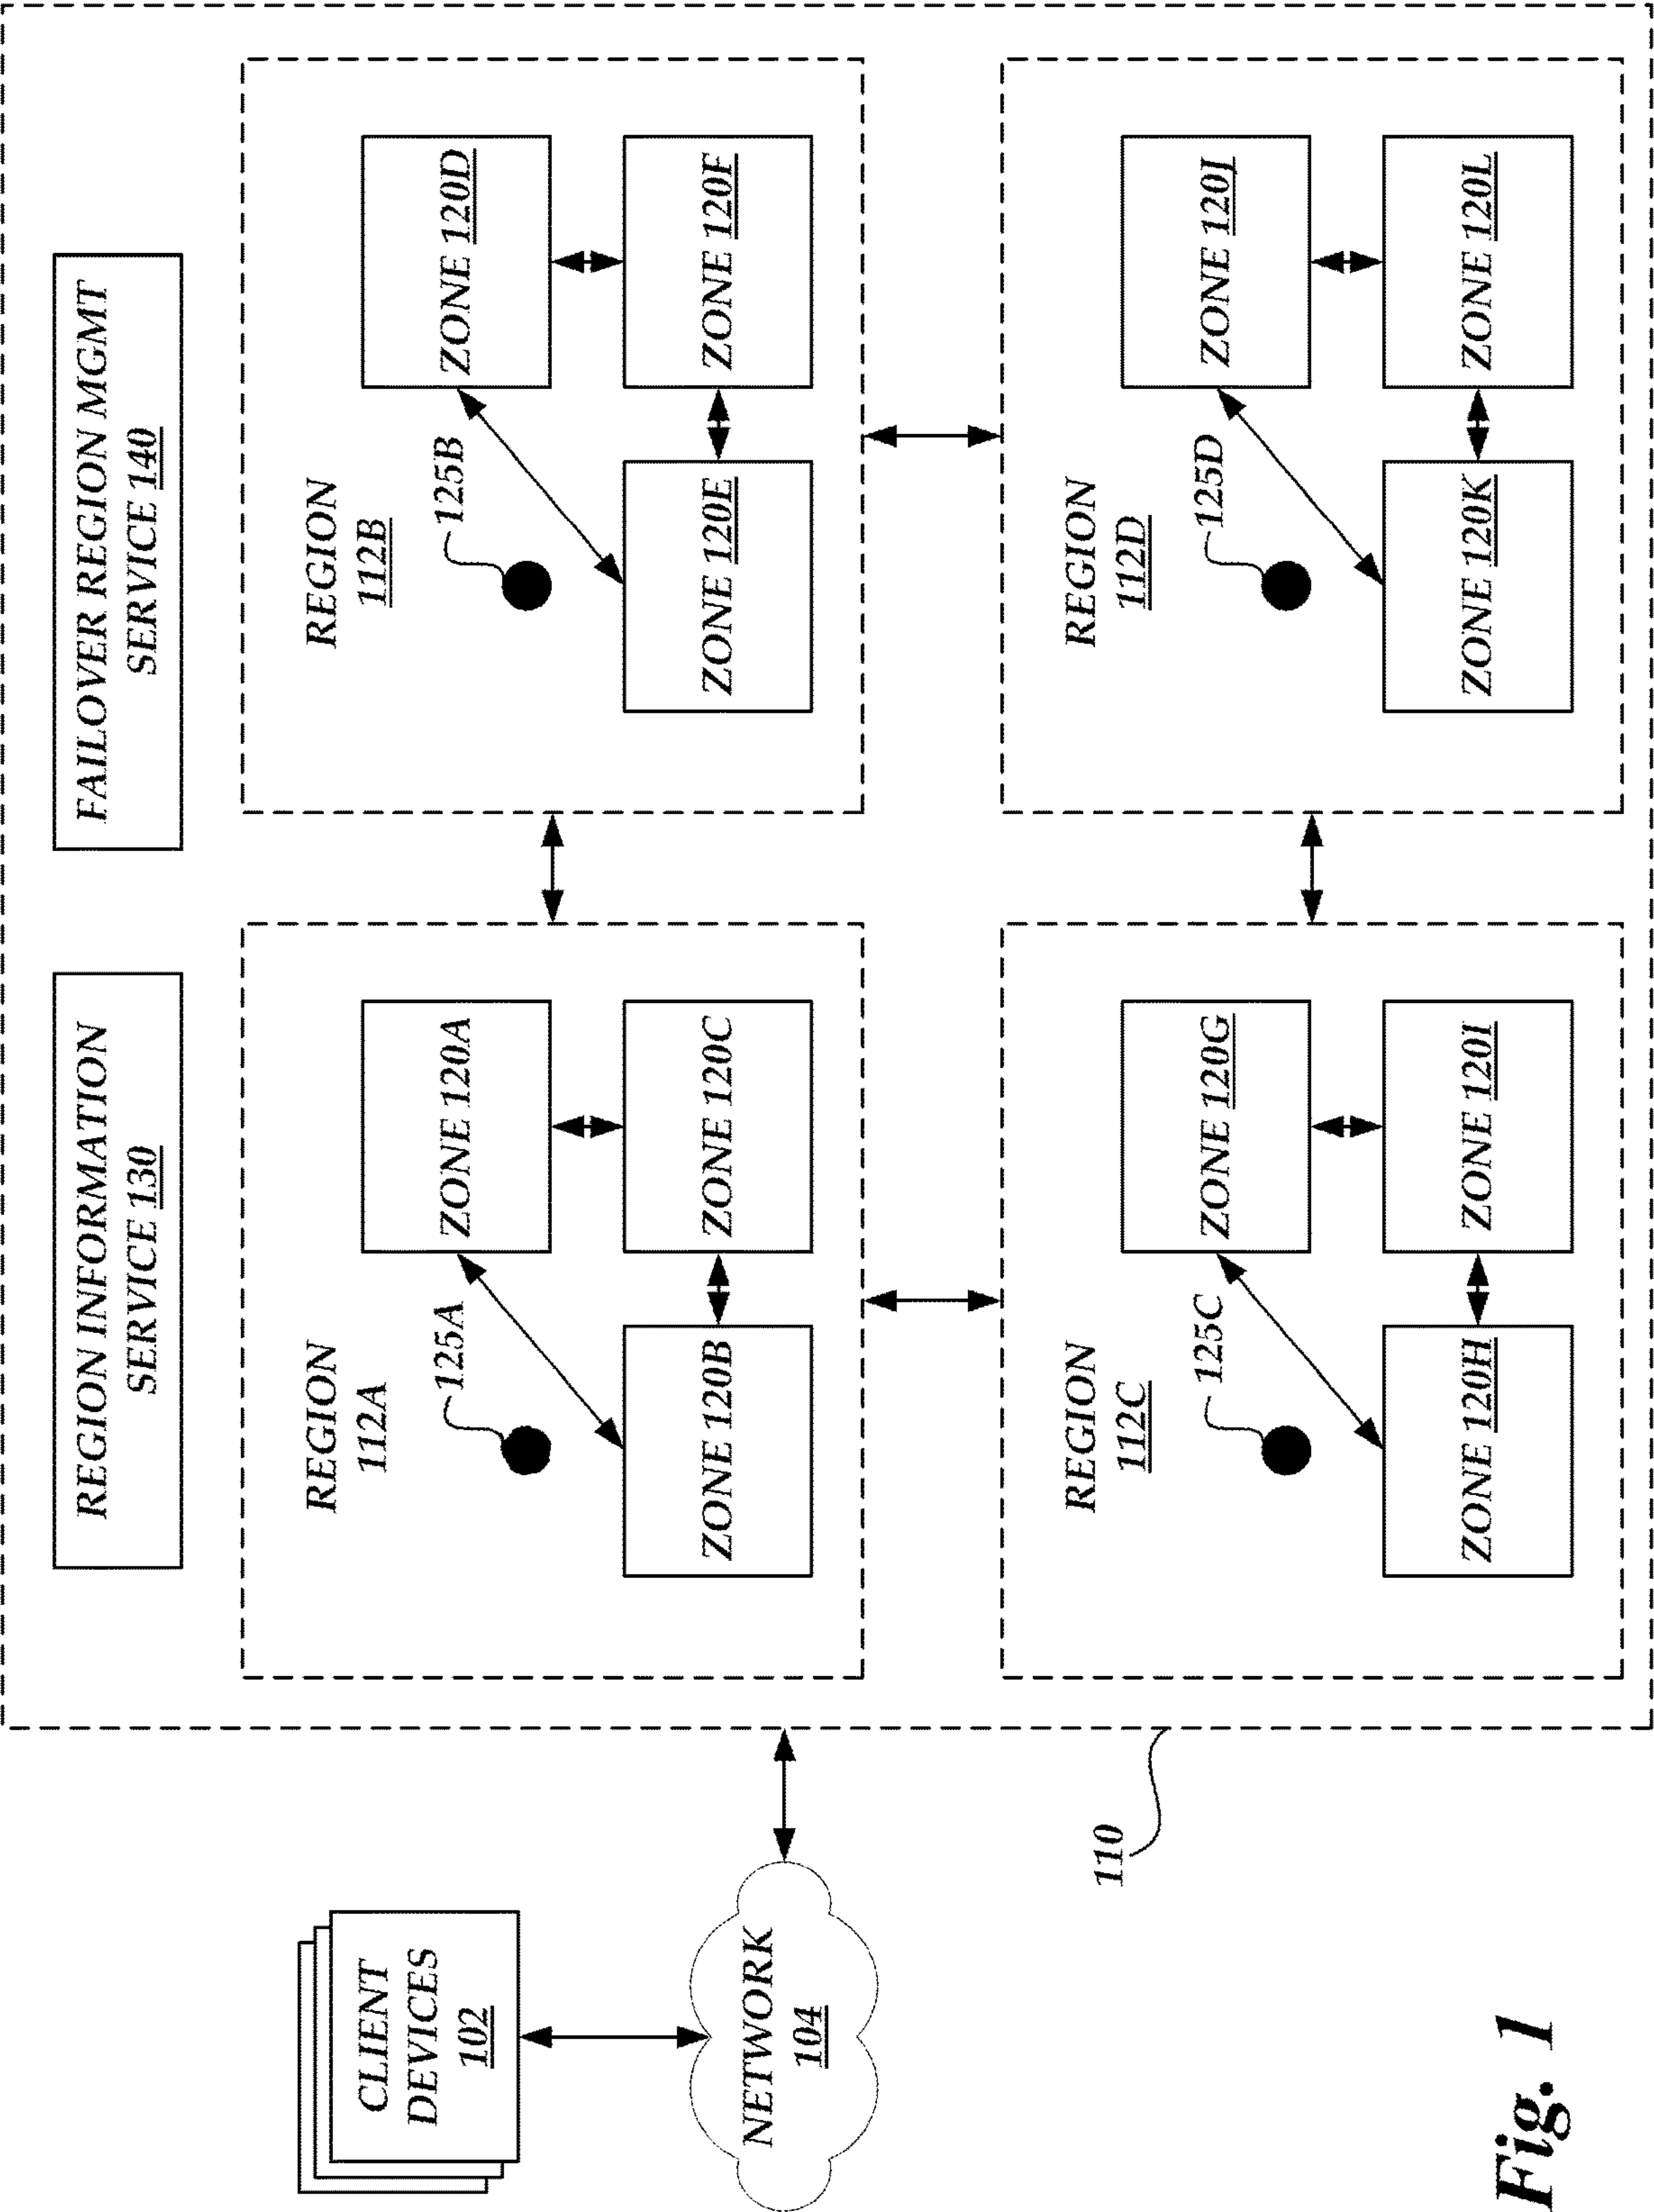 REGION INFORMATION
SERVICE 130
FAILOVER REGION MGMT
SERVICE 140
CLIENT
DEVICES
102
NETWORK
104
110
REGION
112A
125A
ZONE 120A
ZONE 120B
ZONE 120C
REGION
112B
125B
ZONE 120D
ZONE 120E
ZONE 120F
REGION
112C
125C
ZONE 120G
ZONE 120H
ZONE 120I
REGION
112D
125D
ZONE 120J
ZONE 120K
ZONE 120L
Fig. 1